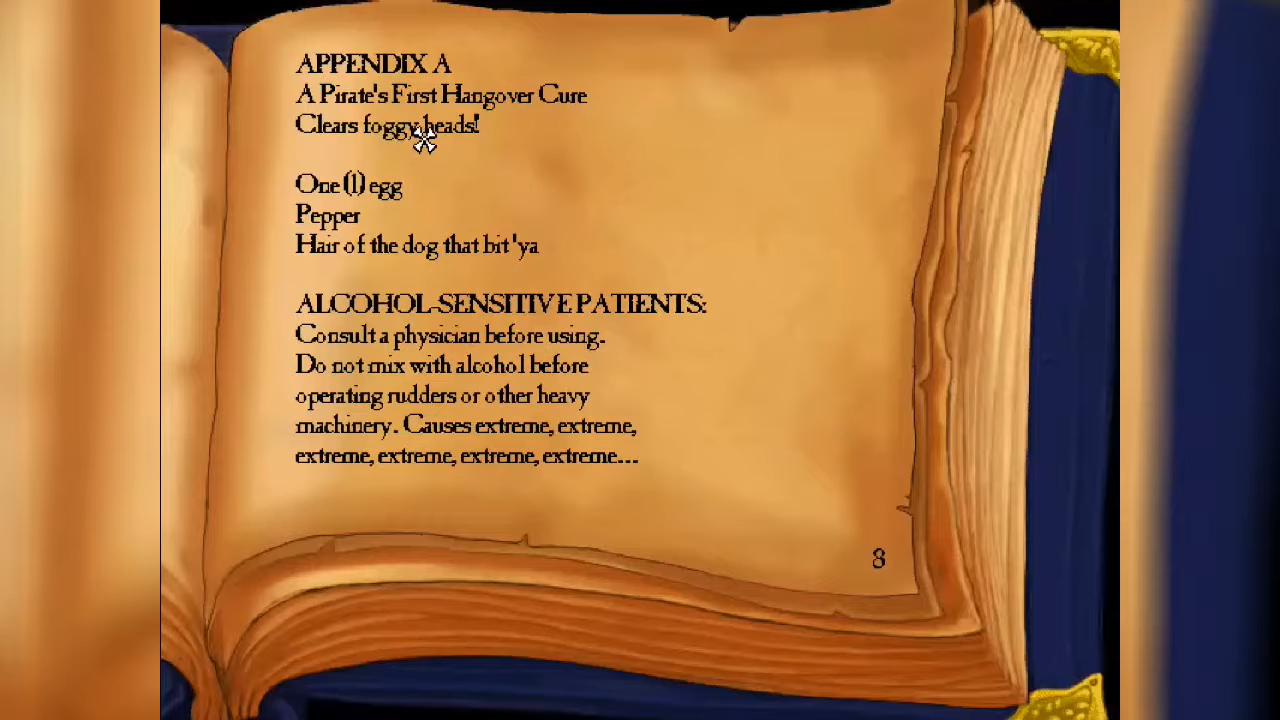 APPENDIX A
A Pirate's First Hangover Cure
Clears foggy heads!
One (1) egg
Pepper
Hair of the dog that bit 'ya
ALCOHOL-SENSITIVE PATIENTS:
Consult a physician before using.
Do not mix with alcohol before
operating rudders or other heavy
machinery. Causes extreme, extreme,
extreme, extreme, extreme, extreme...
8